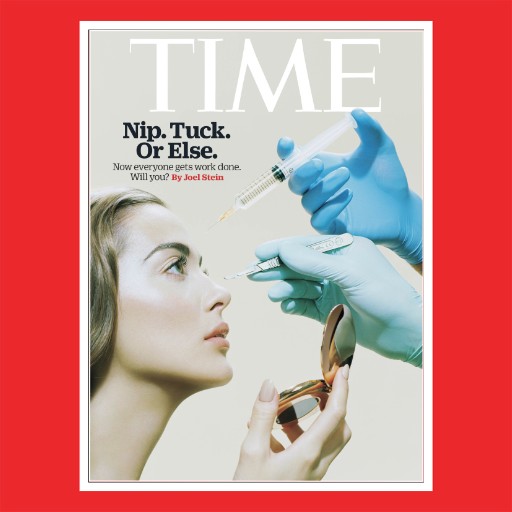 TIME
Nip. Tuck.
Or Else.
Now everyone gets work done.
Will you? By Joel Stein